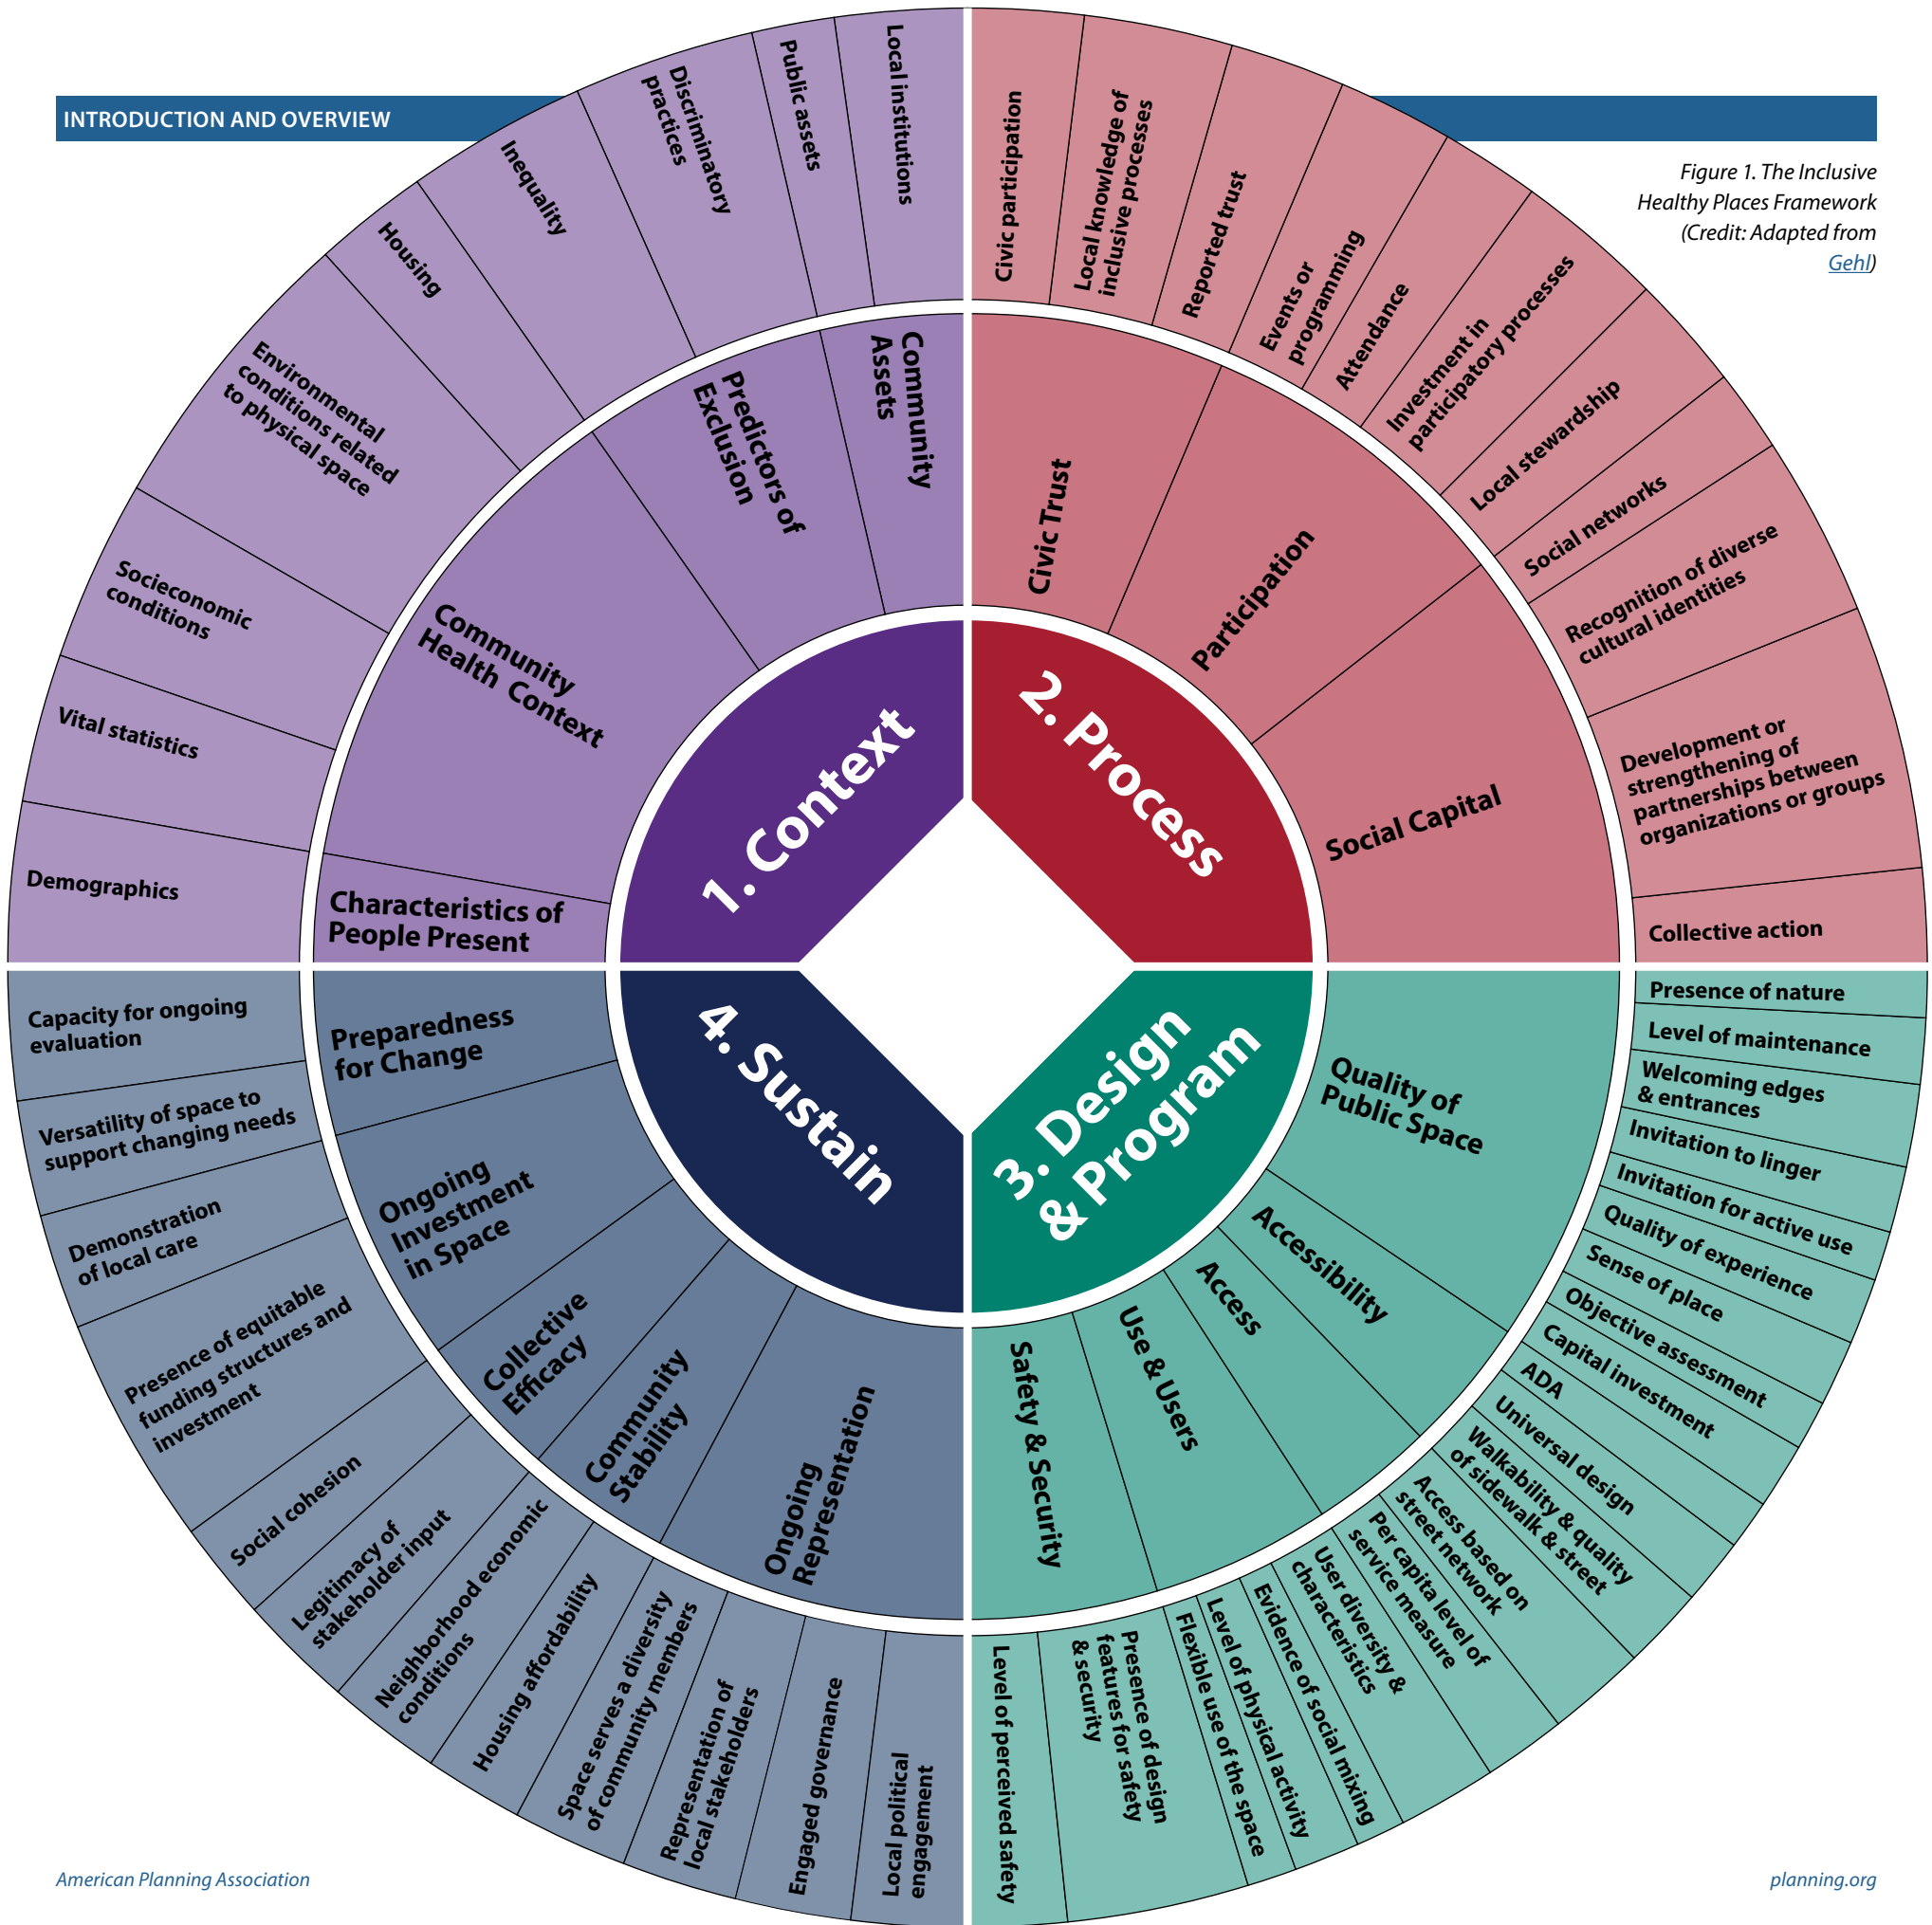 INTRODUCTION AND OVERVIEW
Figure 1. The Inclusive
Healthy Places Framework
(Credit: Adapted from
Gehl)
1. Context
Characteristics of
People Present
Demographics
Community
Health Context
Vital statistics
Socieconomic
conditions
Environmental
conditions related
to physical space
Housing
Predictors of
Exclusion
Inequality
Discriminatory
practices
Community
Assets
Public assets
Local institutions
2. Process
Civic Trust
Civic participation
Local knowledge of
inclusive processes
Reported trust
Participation
Events or
programming
Attendance
Investment in
participatory processes
Local stewardship
Social Capital
Social networks
Recognition of diverse
cultural identities
Development or
strengthening of
partnerships between
organizations or groups
Collective action
3. Design
& Program
Quality of
Public Space
Presence of nature
Level of maintenance
Welcoming edges
& entrances
Invitation to linger
Invitation for active use
Quality of experience
Sense of place
Objective assessment
Capital investment
Accessibility
ADA
Universal design
Walkability & quality
of sidewalk & street
Access
Access based on
street network
Per capita level of
service measure
Use & Users
User diversity &
characteristics
Evidence of social mixing
Level of physical activity
Flexible use of the space
Safety & Security
Presence of design
features for safety
& security
Level of perceived safety
4. Sustain
Ongoing
Representation
Local political
engagement
Engaged governance
Representation of
local stakeholders
Space serves a diversity
of community members
Community
Stability
Housing affordability
Neighborhood economic
conditions
Collective
Efficacy
Legitimacy of
stakeholder input
Social cohesion
Ongoing
Investment
in Space
Presence of equitable
funding structures and
investment
Demonstration
of local care
Preparedness
for Change
Versatility of space to
support changing needs
Capacity for ongoing
evaluation
American Planning Association
planning.org